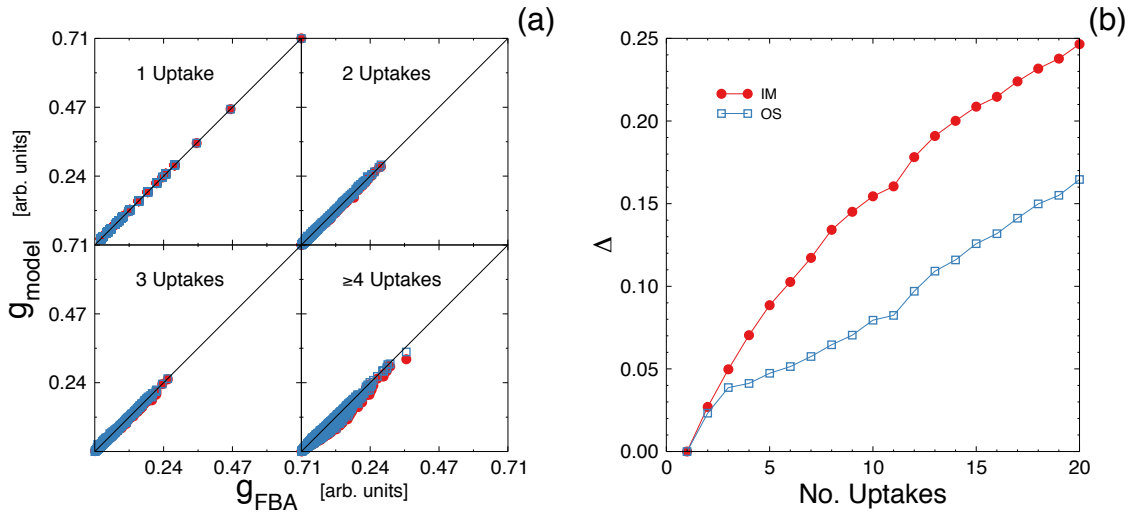 (a)
0.71
1 Uptake
2 Uptakes
0.47
0.24
[arb. units]
0.71
3 Uptakes
≥4 Uptakes
g_model
0.47
0.24
0.24
0.47
0.71
0.24
0.47
0.71
g_FBA [arb. units]
(b)
0.25
IM
OS
0.20
0.15
Δ
0.10
0.05
0.00
5
10
15
20
No. Uptakes